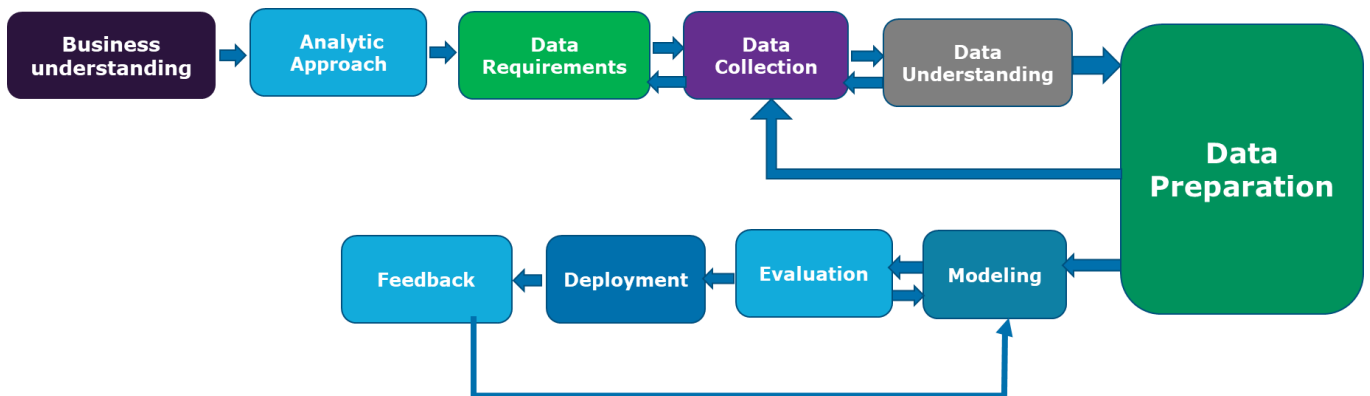 Business
understanding
Analytic
Approach
Data
Requirements
Data
Collection
Data
Understanding
Data
Preparation
Feedback
Deployment
Evaluation
Modeling